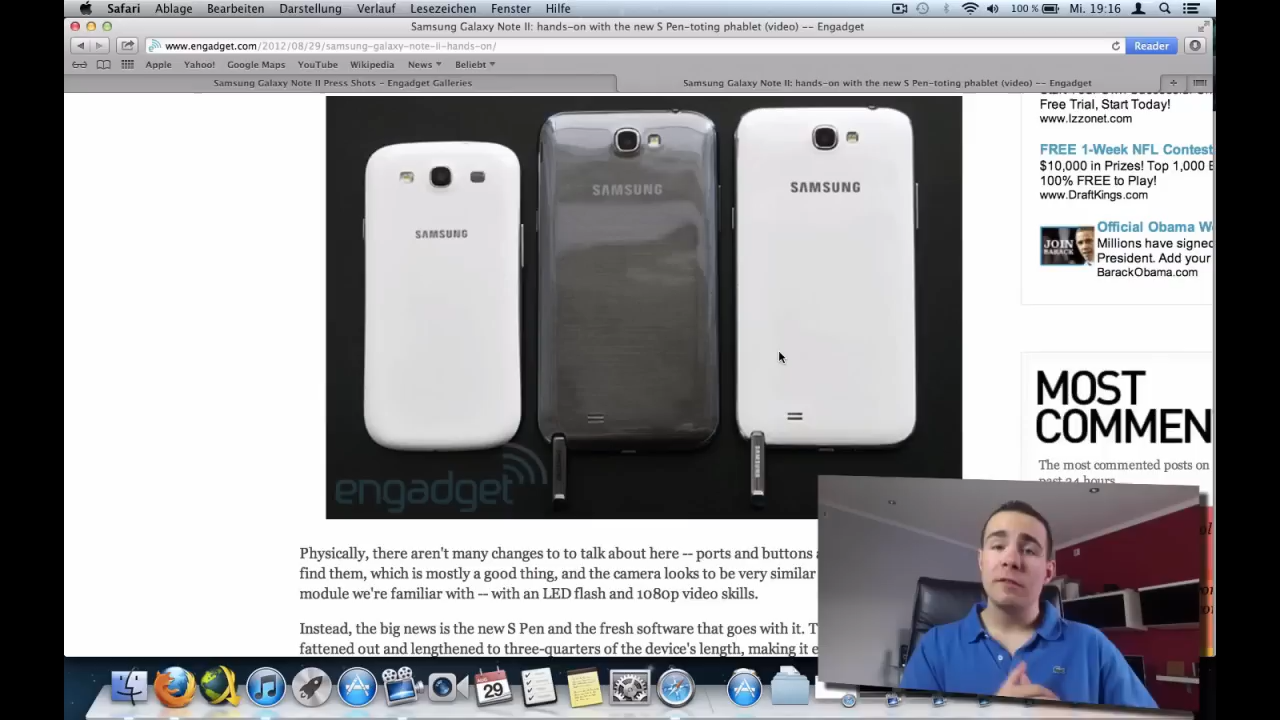 Safari Ablage Bearbeiten Darstellung Verlauf Lesezeichen Fenster Hilfe 100 % Mi. 19:16
Samsung Galaxy Note II: hands-on with the new S Pen-toting phablet (video) -- Engadget
www.engadget.com/2012/08/29/samsung-galaxy-note-ii-hands-on/ Reader
Apple Yahoo! Google Maps YouTube Wikipedia News Beliebt
Samsung Galaxy Note II Press Shots – Engadget Galleries
Samsung Galaxy Note II: hands-on with the new S Pen-toting phablet (video) -- Engadget
Free Trial, Start Today!
www.Izzonet.com
FREE 1-Week NFL Contest
$10,000 in Prizes! Top 1,000
100% FREE to Play!
www.DraftKings.com
JOIN
BARACK
Official Obama
Millions have signed
President. Add your
BarackObama.com
SAMSUNG
SAMSUNG
SAMSUNG
SAMSUNG
engadget
MOST
COMMEN
The most commented posts on
past 24 hours
Physically, there aren't many changes to to talk about here -- ports and buttons
find them, which is mostly a good thing, and the camera looks to be very similar
module we're familiar with -- with an LED flash and 1080p video skills.
Instead, the big news is the new S Pen and the fresh software that goes with it.
fattened out and lengthened to three-quarters of the device's length, making it
AUG
29